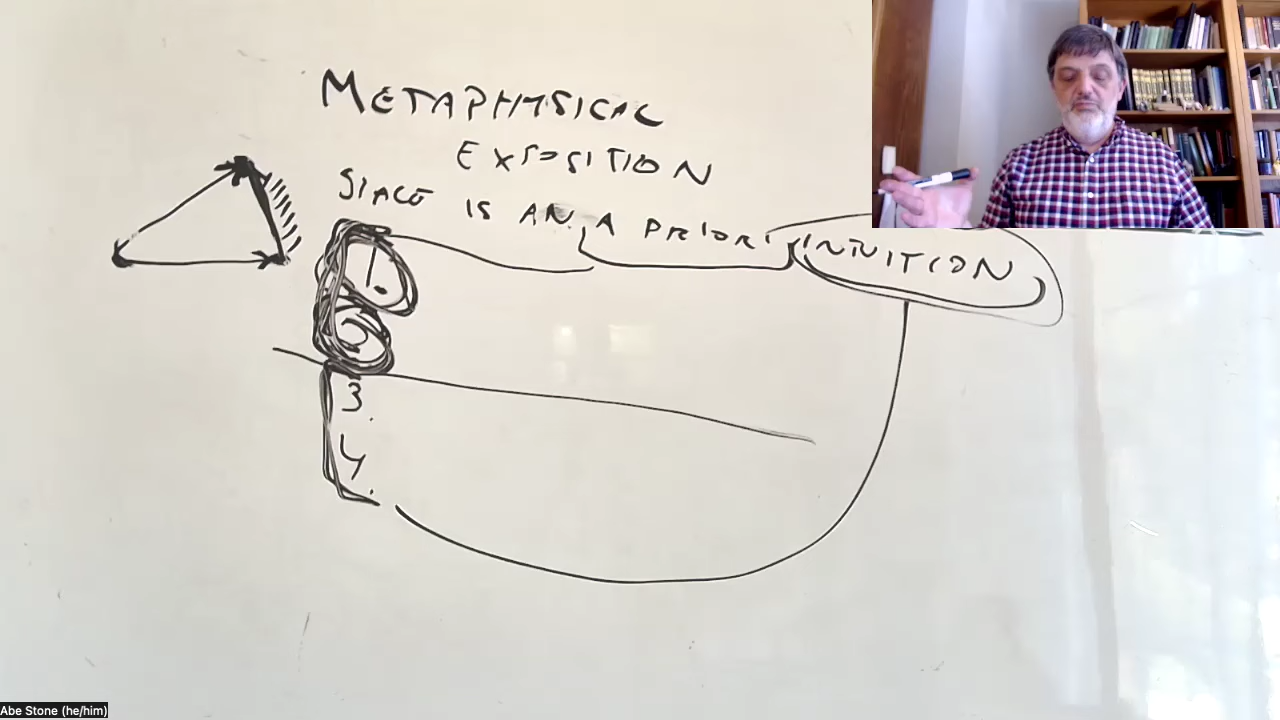 METAPHYSICAL
EXPOSITION
SPACE IS AN A PRIORI INTUITION
1.
2
3.
4.
Abe Stone (he/him)